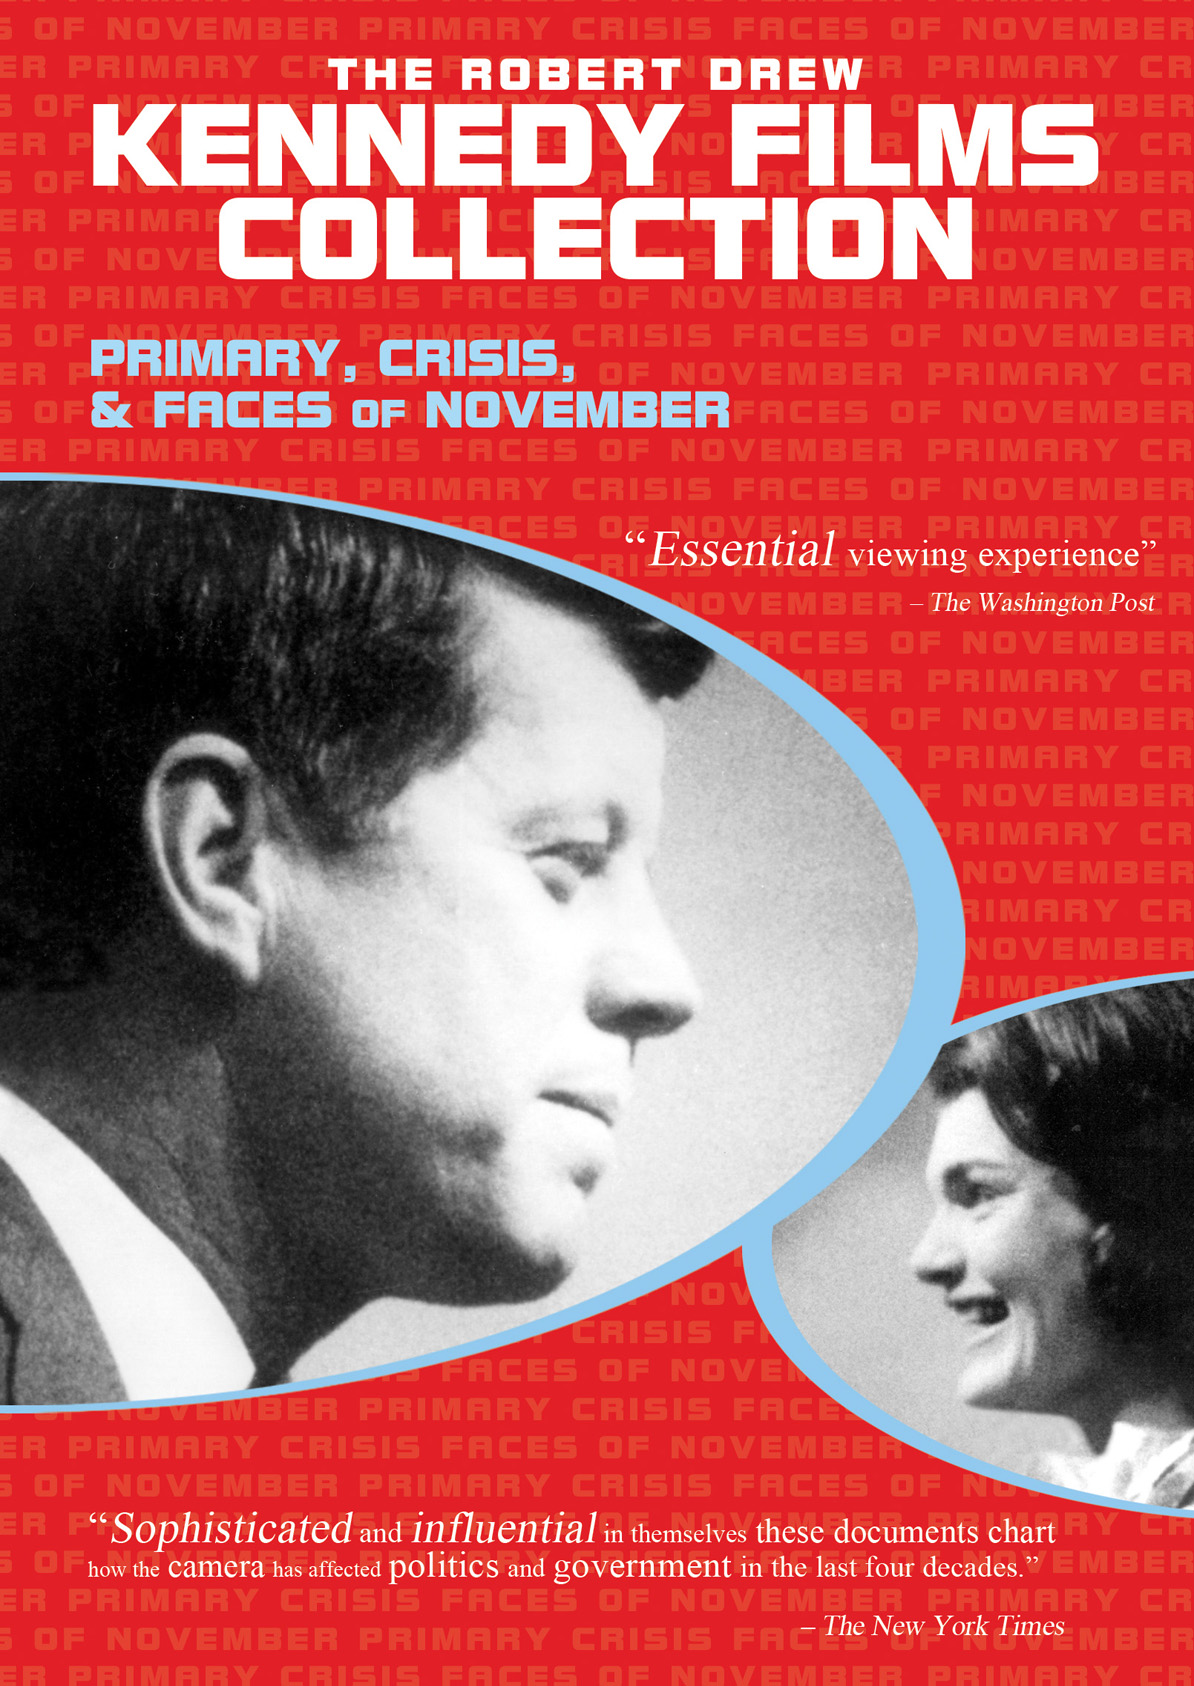 THE ROBERT DREW
KENNEDY FILMS
COLLECTION
PRIMARY, CRISIS,
& FACES OF NOVEMBER
“Essential viewing experience”
– The Washington Post
“Sophisticated and influential in themselves these documents chart
how the camera has affected politics and government in the last four decades.”
– The New York Times